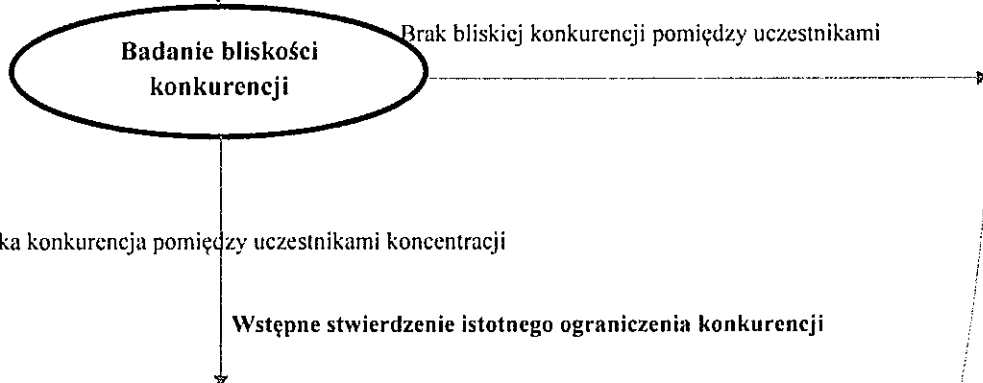 Badanie bliskości
konkurencji
Brak bliskiej konkurencji pomiędzy uczestnikami
ka konkurencja pomiędzy uczestnikami koncentracji
Wstępne stwierdzenie istotnego ograniczenia konkurencji